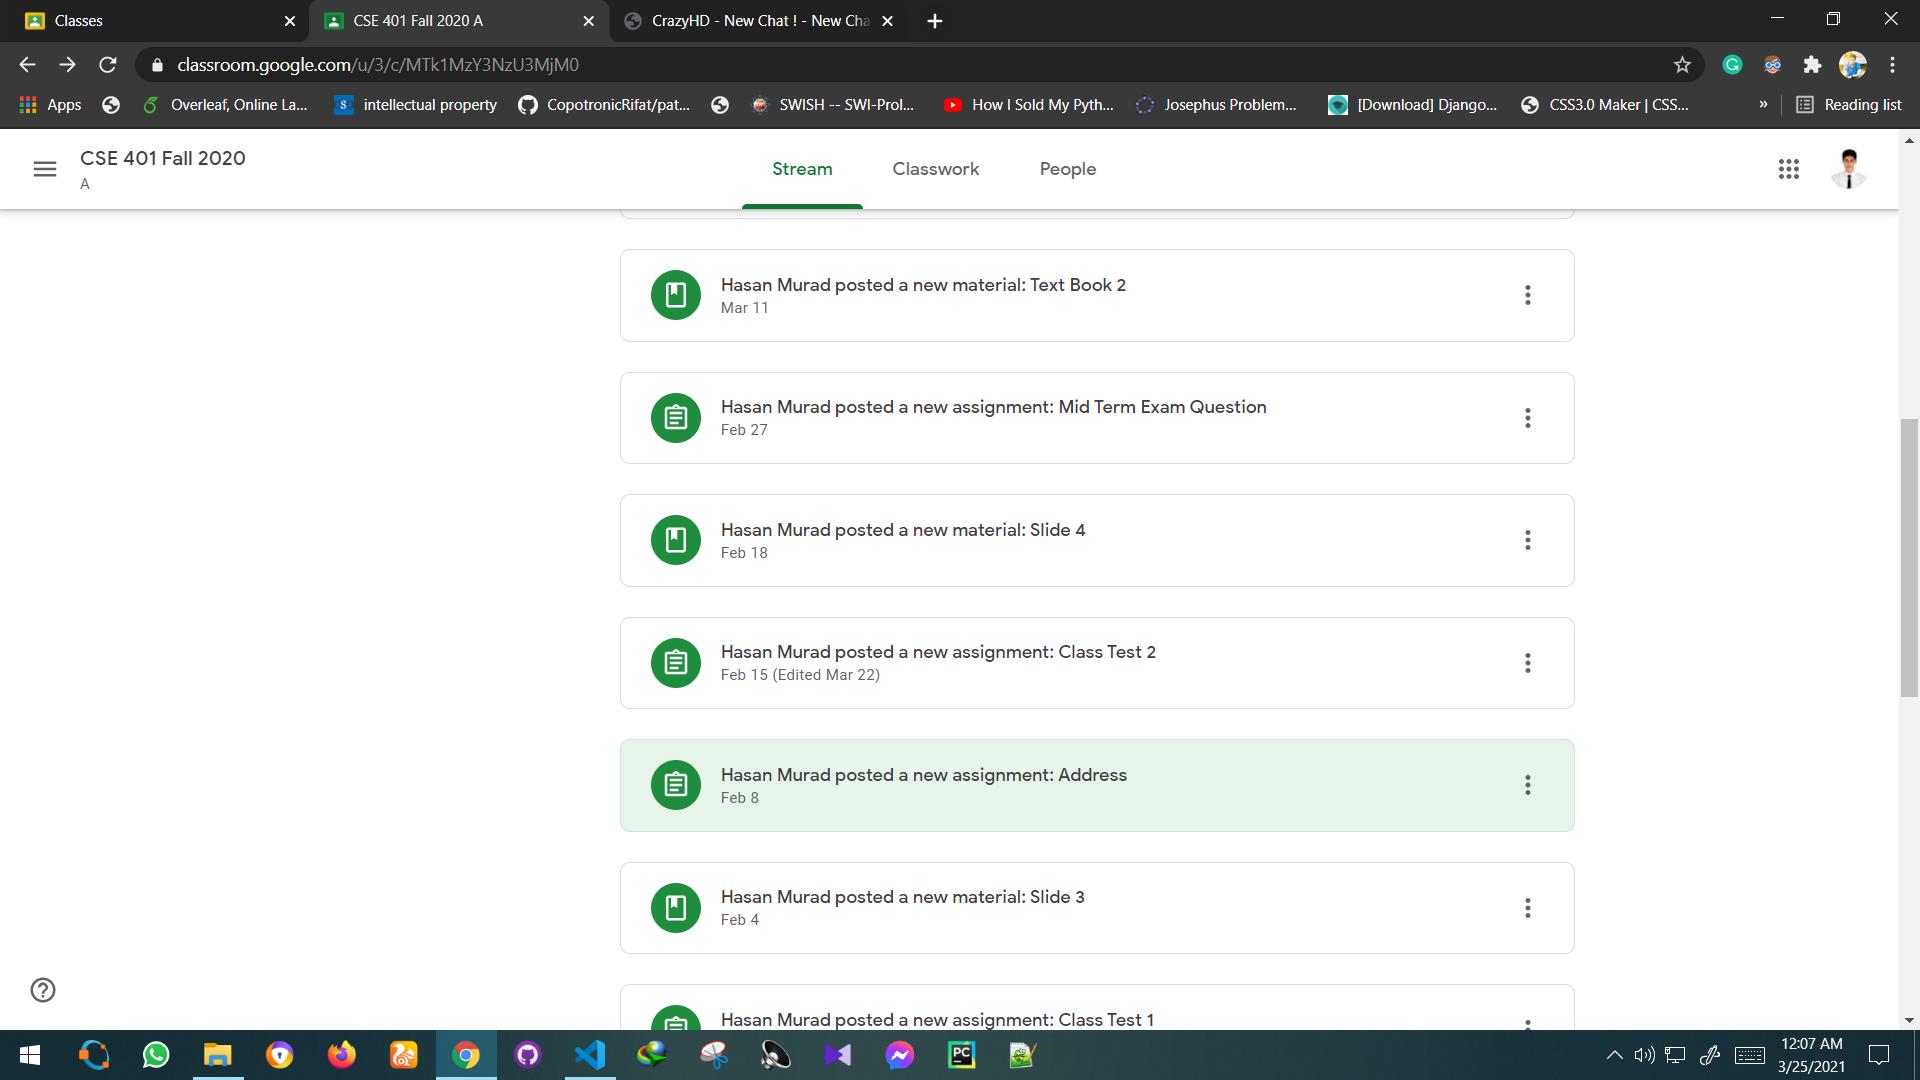 Classes
CSE 401 Fall 2020 A
CrazyHD - New Chat ! - New Cha
classroom.google.com/u/3/c/MTk1MzY3NzU3MjM0
Apps
Overleaf, Online La...
intellectual property
CopotronicRifat/pat...
SWISH -- SWI-Prol...
How I Sold My Pyth...
Josephus Problem...
[Download] Django...
CSS3.0 Maker | CSS...
»
Reading list
CSE 401 Fall 2020
A
Stream
Classwork
People
Hasan Murad posted a new material: Text Book 2
Mar 11
Hasan Murad posted a new assignment: Mid Term Exam Question
Feb 27
Hasan Murad posted a new material: Slide 4
Feb 18
Hasan Murad posted a new assignment: Class Test 2
Feb 15 (Edited Mar 22)
Hasan Murad posted a new assignment: Address
Feb 8
Hasan Murad posted a new material: Slide 3
Feb 4
Hasan Murad posted a new assignment: Class Test 1
12:07 AM
3/25/2021